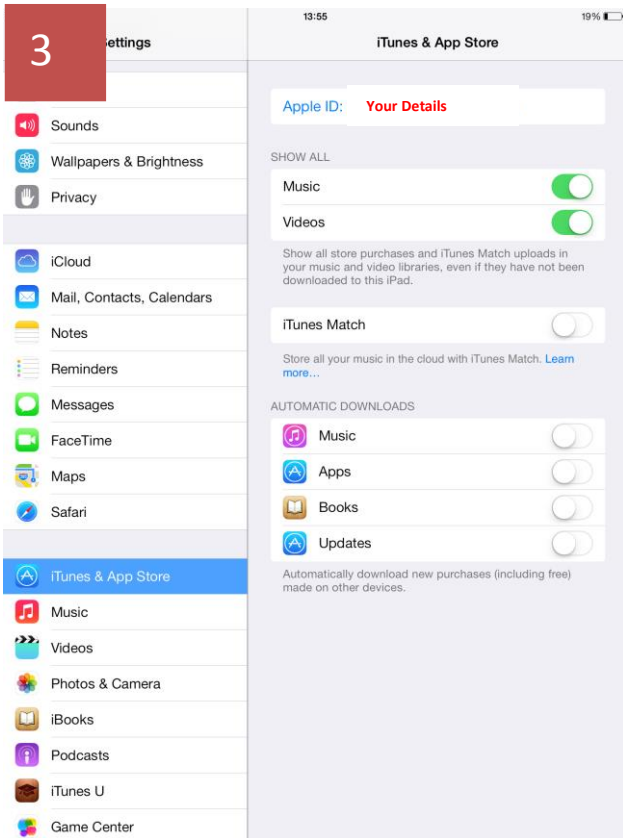 3
ettings
13:55
19%
iTunes & App Store
Sounds
Wallpapers & Brightness
Privacy
iCloud
Mail, Contacts, Calendars
Notes
Reminders
Messages
FaceTime
Maps
Safari
iTunes & App Store
Music
Videos
Photos & Camera
iBooks
Podcasts
iTunes U
Game Center
Apple ID: Your Details
SHOW ALL
Music
Videos
Show all store purchases and iTunes Match uploads in
your music and video libraries, even if they have not been
downloaded to this iPad.
iTunes Match
Store all your music in the cloud with iTunes Match. Learn
more...
AUTOMATIC DOWNLOADS
Music
Apps
Books
Updates
Automatically download new purchases (including free)
made on other devices.